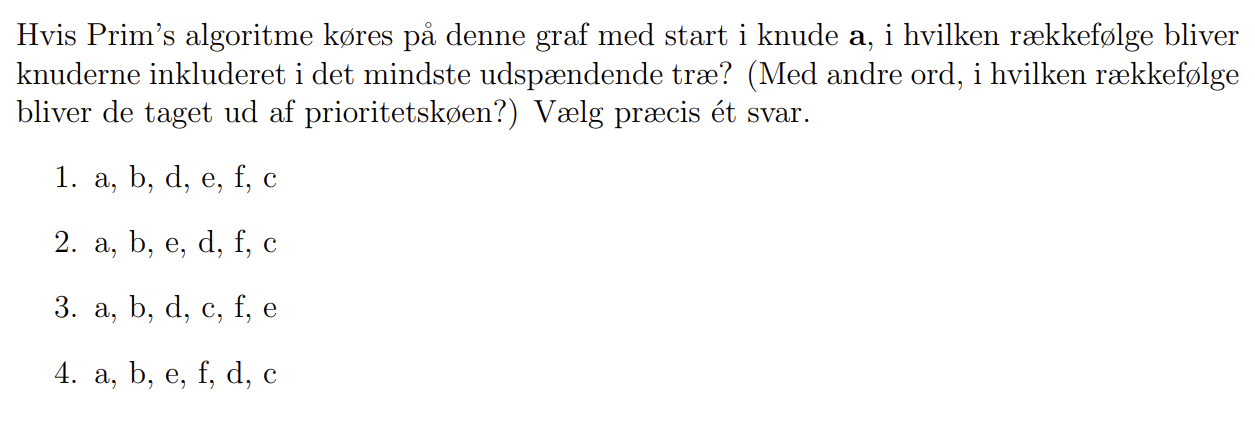 Hvis Prim's algoritme køres på denne graf med start i knude a, i hvilken rækkefølge bliver
knuderne inkluderet i det mindste udspændende træ? (Med andre ord, i hvilken rækkefølge
bliver de taget ud af prioritetskøen?) Vælg præcis ét svar.
1. a, b, d, e, f, c
2. a, b, e, d, f, c
3. a, b, d, c, f, e
4. a, b, e, f, d, c